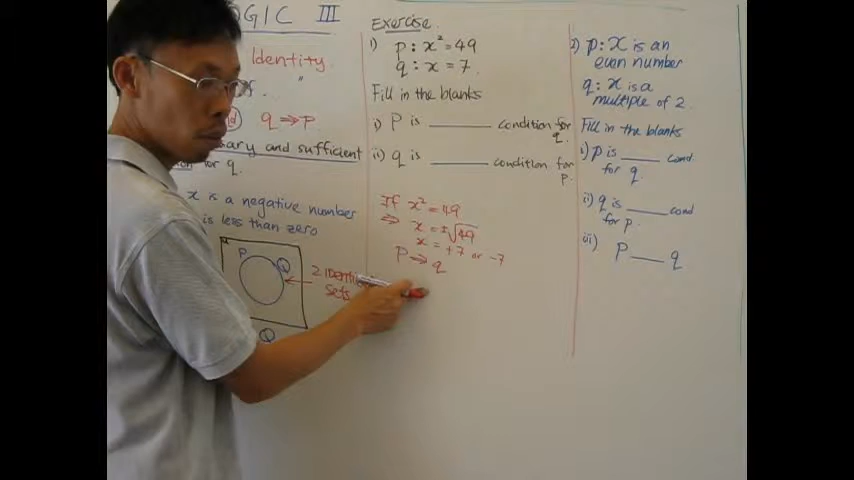 GIC III
Identity
q ⇒ p
sary and sufficient
for q.
x is a negative number
is less than zero
P
Q
2 identi
sets
Q
Exercise.
1) p : x² = 49
q : x = 7.
Fill in the blanks
i) P is ______ condition for q.
ii) q is ______ condition for p.
If x² = 49
⇒ x = ±√49
x = +7 or -7
P ⇒ q
2) p : x is an
even number
q : x is a
multiple of 2.
Fill in the blanks
i) p is ____ cond
for q.
ii) q is ____ cond
for p.
iii) P ____ q